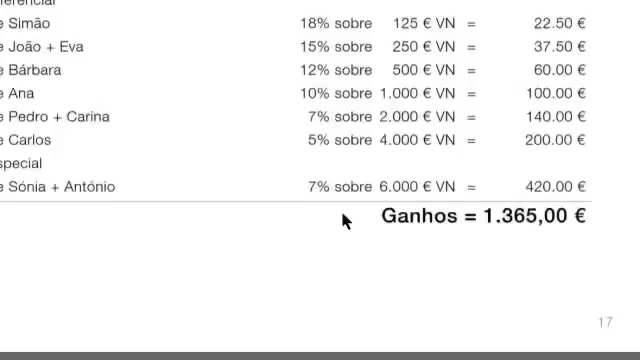 e Simão 18% sobre 125 € VN = 22.50 €
e João + Eva 15% sobre 250 € VN = 37.50 €
e Bárbara 12% sobre 500 € VN = 60.00 €
e Ana 10% sobre 1.000 € VN = 100.00 €
e Pedro + Carina 7% sobre 2.000 € VN = 140.00 €
e Carlos 5% sobre 4.000 € VN = 200.00 €
special
e Sónia + António 7% sobre 6.000 € VN = 420.00 €
Ganhos = 1.365,00 €
17